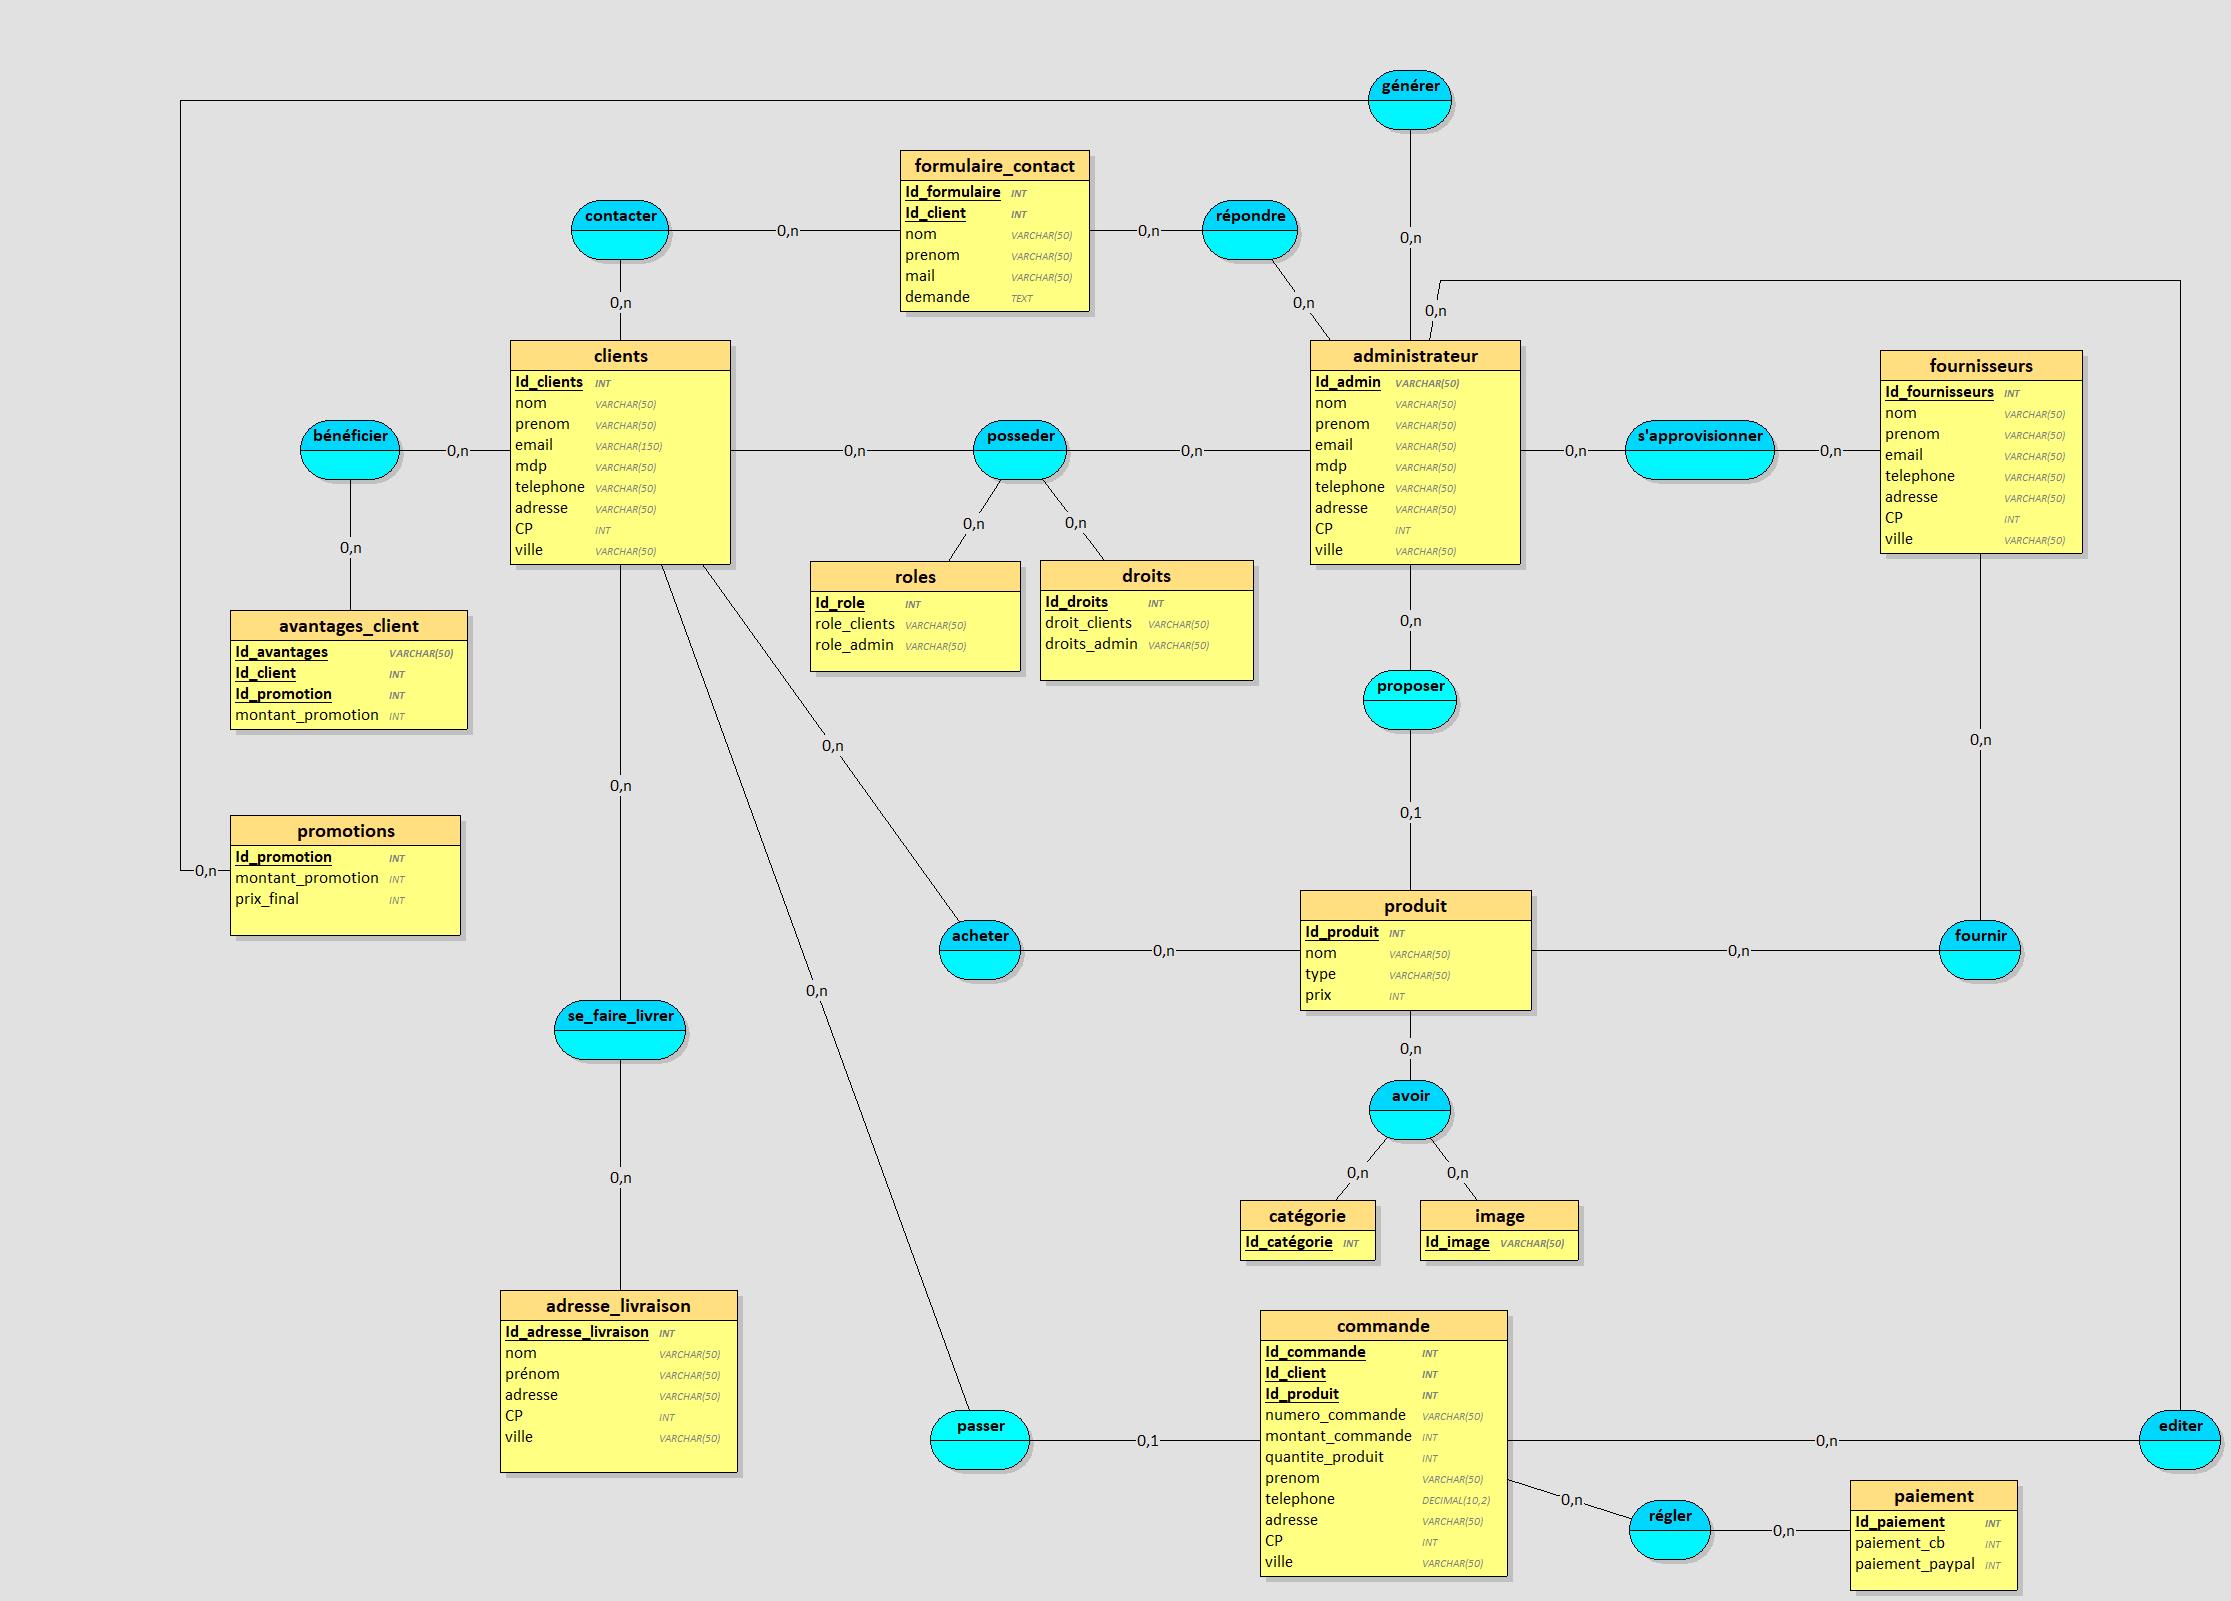 générer
formulaire_contact
Id_formulaire INT
Id_client INT
nom VARCHAR(50)
prenom VARCHAR(50)
mail VARCHAR(50)
demande TEXT
contacter
0,n
0,n
répondre
0,n
0,n
0,n
0,n
clients
Id_clients INT
nom VARCHAR(50)
prenom VARCHAR(50)
email VARCHAR(150)
mdp VARCHAR(50)
telephone VARCHAR(50)
adresse VARCHAR(50)
CP INT
ville VARCHAR(50)
administrateur
Id_admin VARCHAR(50)
nom VARCHAR(50)
prenom VARCHAR(50)
email VARCHAR(50)
mdp VARCHAR(50)
telephone VARCHAR(50)
adresse VARCHAR(50)
CP INT
ville VARCHAR(50)
fournisseurs
Id_fournisseurs INT
nom VARCHAR(50)
prenom VARCHAR(50)
email VARCHAR(50)
telephone VARCHAR(50)
adresse VARCHAR(50)
CP INT
ville VARCHAR(50)
bénéficier
0,n
0,n
posseder
0,n
0,n
s'approvisionner
0,n
0,n
0,n
0,n
0,n
roles
Id_role INT
role_clients VARCHAR(50)
role_admin VARCHAR(50)
droits
Id_droits INT
droit_clients VARCHAR(50)
droits_admin VARCHAR(50)
avantages_client
Id_avantages VARCHAR(50)
Id_client INT
Id_promotion INT
montant_promotion INT
0,n
proposer
0,n
0,n
0,n
0,1
promotions
Id_promotion INT
montant_promotion INT
prix_final INT
0,n
produit
Id_produit INT
nom VARCHAR(50)
type VARCHAR(50)
prix INT
acheter
0,n
0,n
fournir
0,n
se_faire_livrer
0,n
avoir
0,n
0,n
0,n
catégorie
Id_catégorie INT
image
Id_image VARCHAR(50)
adresse_livraison
Id_adresse_livraison INT
nom VARCHAR(50)
prénom VARCHAR(50)
adresse VARCHAR(50)
CP INT
ville VARCHAR(50)
commande
Id_commande INT
Id_client INT
Id_produit INT
numero_commande VARCHAR(50)
montant_commande INT
quantite_produit INT
prenom VARCHAR(50)
telephone DECIMAL(10,2)
adresse VARCHAR(50)
CP INT
ville VARCHAR(50)
passer
0,1
0,n
editer
0,n
régler
0,n
paiement
Id_paiement INT
paiement_cb INT
paiement_paypal INT